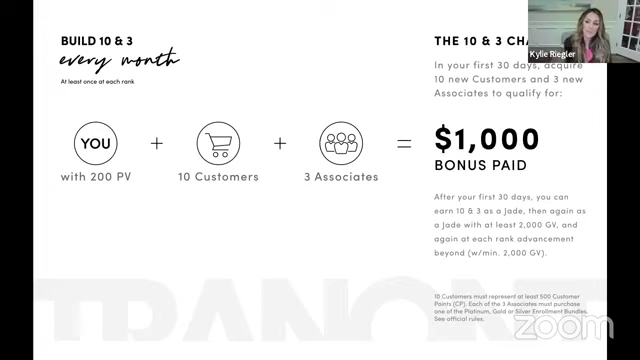 BUILD 10 & 3
every month
At least once at each rank
YOU
+
+
=
with 200 PV
10 Customers
3 Associates
THE 10 & 3 CHA
Kylie Riegler
In your first 30 days, acquire
10 new Customers and 3 new
Associates to qualify for:
$1,000
BONUS PAID
After your first 30 days, you can
earn 10 & 3 as a Jade, then again as
a Jade with at least 2,000 GV, and
again at each rank advancement
beyond (w/min. 2,000 GV).
10 Customers must represent at least 500 Customer
Points (CP). Each of the 3 Associates must purchase
one of the Platinum, Gold or Silver Enrollment Bundles.
See official rules.
TRANONT
zoom